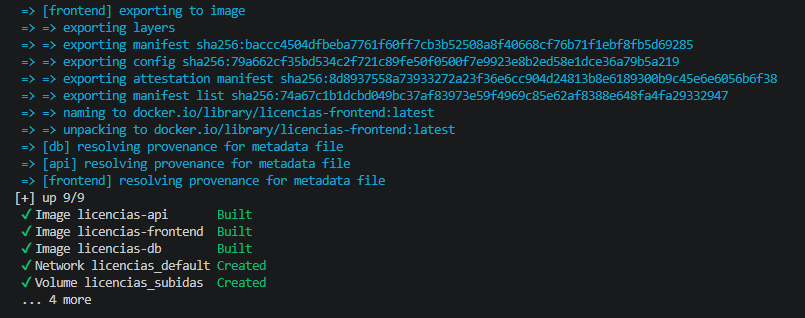 => [frontend] exporting to image
=> => exporting layers
=> => exporting manifest sha256:baccc4504dfbeba7761f60ff7cb3b52508a8f40668cf76b71f1ebf8fb5d69285
=> => exporting config sha256:79a662cf35bd534c2f721c89fe50f0500f7e9923e8b2ed58e1dce36a79b5a219
=> => exporting attestation manifest sha256:8d8937558a73933272a23f36e6cc904d24813b8e6189300b9c45e6e6056b6f38
=> => exporting manifest list sha256:74a67c1b1dcbd049bc37af83973e59f4969c85e62af8388e648fa4fa29332947
=> => naming to docker.io/library/licencias-frontend:latest
=> => unpacking to docker.io/library/licencias-frontend:latest
=> [db] resolving provenance for metadata file
=> [api] resolving provenance for metadata file
=> [frontend] resolving provenance for metadata file
[+] up 9/9
✓ Image licencias-api Built
✓ Image licencias-frontend Built
✓ Image licencias-db Built
✓ Network licencias_default Created
✓ Volume licencias_subidas Created
... 4 more